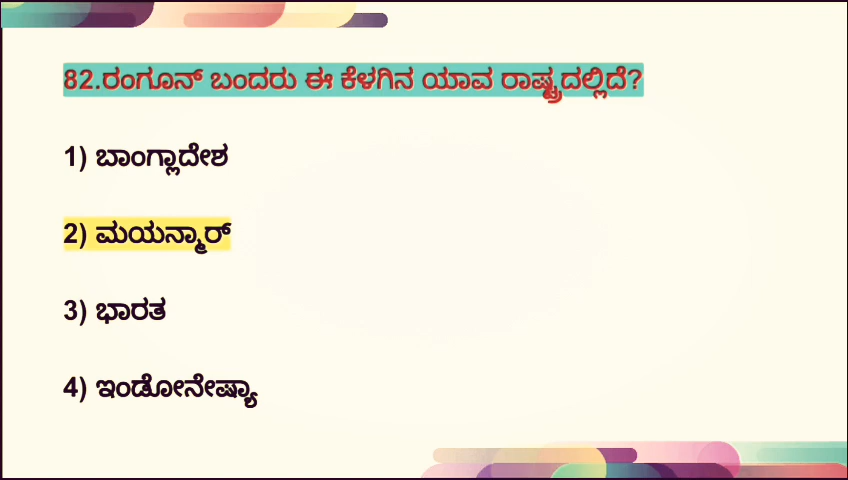 82.ರಂಗೂನ್ ಬಂದರು ಈ ಕೆಳಗಿನ ಯಾವ ರಾಷ್ಟ್ರದಲ್ಲಿದೆ?
1) ಬಾಂಗ್ಲಾದೇಶ
2) ಮಯನ್ಮಾರ್
3) ಭಾರತ
4) ಇಂಡೋನೇಷ್ಯಾ